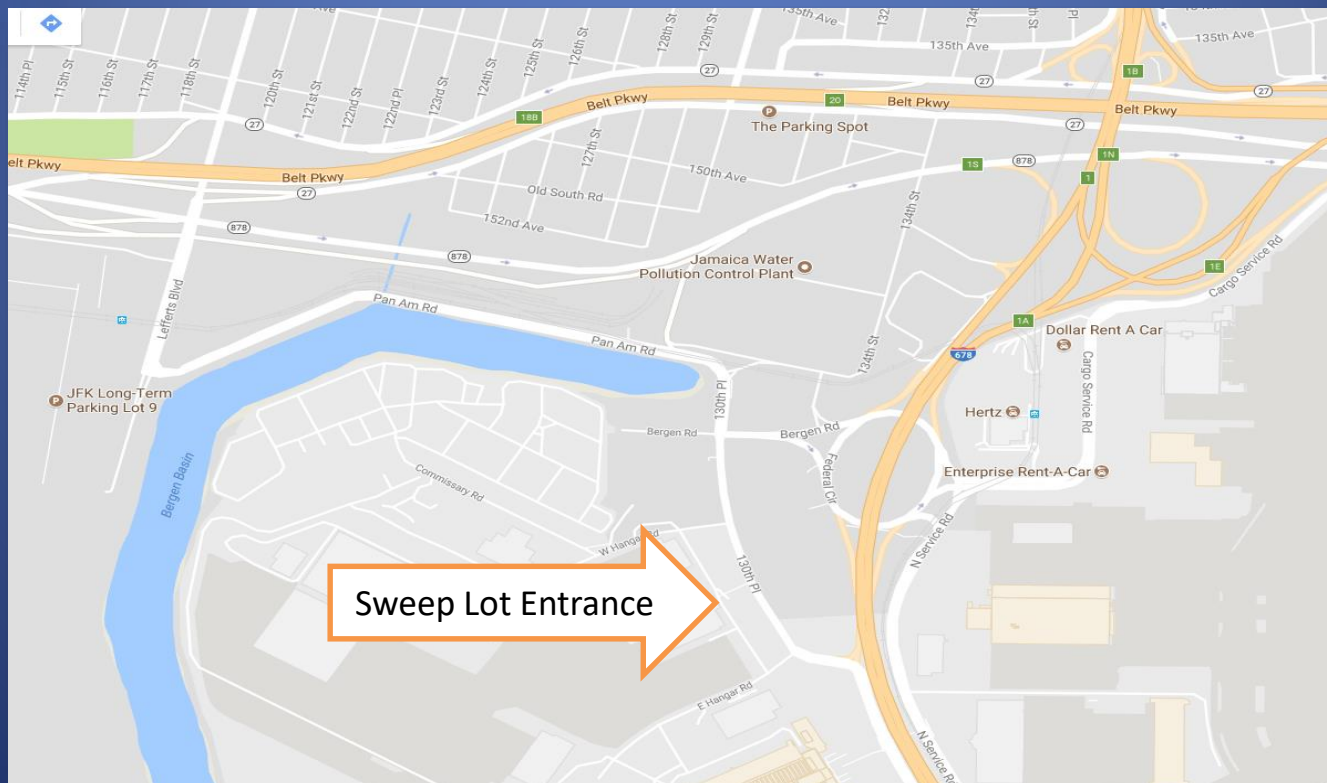 135th Ave
134th
114th Pl
115th St
116th St
117th St
118th St
120th St
121st St
122nd St
122nd Pl
123rd St
124th St
125th St
126th St
128th St
129th St
135th Ave
135th Ave
27
27
27
27
1B
Belt Pkwy
20
Belt Pkwy
Belt Pkwy
18B
The Parking Spot
27
27
127th St
elt Pkwy
Belt Pkwy
27
150th Ave
1S
878
1N
1
Old South Rd
134th St
152nd Ave
878
878
Jamaica Water
Pollution Control Plant
1E
Cargo Service Rd
Lefferts Blvd
Pan Am Rd
1A
Dollar Rent A Car
Pan Am Rd
134th St
678
Cargo Service Rd
JFK Long-Term
Parking Lot 9
130th Pl
Hertz
Bergen Rd
Bergen Rd
Bergen Basin
Commissary Rd
Federal Cir
Enterprise Rent-A-Car
W Hangar Rd
N Service Rd
130th Pl
Sweep Lot Entrance
E Hangar Rd
N Service Rd